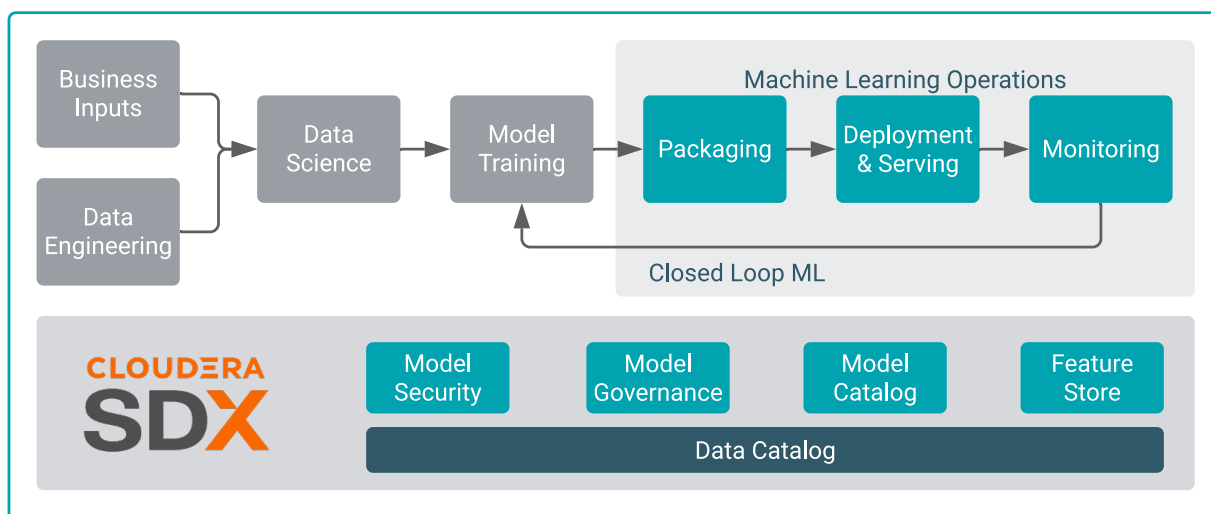 Business
Inputs
Data
Engineering
Data
Science
Model
Training
Machine Learning Operations
Packaging
Deployment
& Serving
Monitoring
Closed Loop ML
CLOUDERA
SDX
Model
Security
Model
Governance
Model
Catalog
Feature
Store
Data Catalog